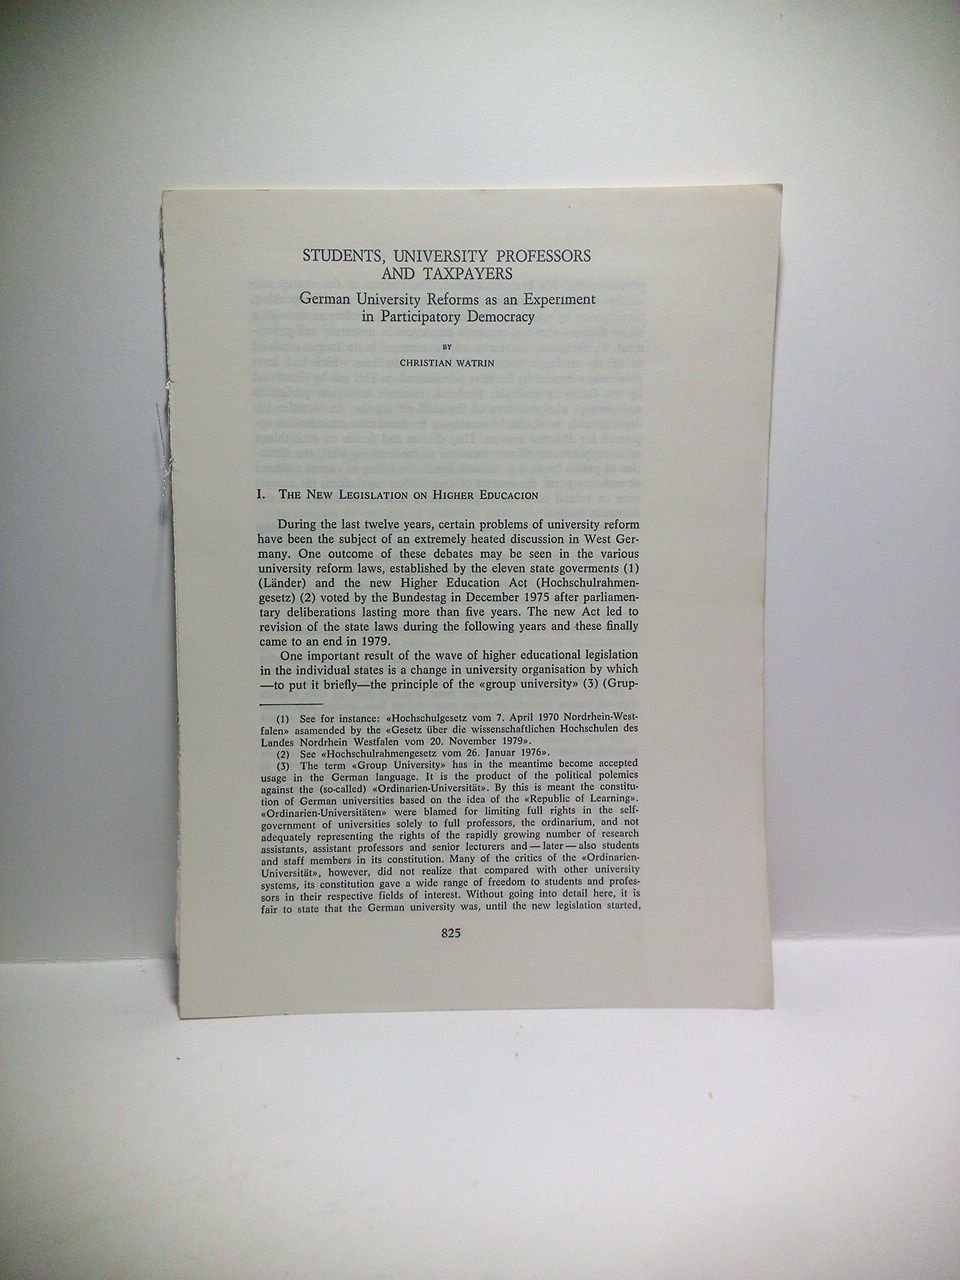 STUDENTS, UNIVERSITY PROFESSORS
AND TAXPAYERS
German University Reforms as an Experiment
in Participatory Democracy
BY
CHRISTIAN WATRIN
I. THE NEW LEGISLATION ON HIGHER EDUCACION
During the last twelve years, certain problems of university reform
have been the subject of an extremely heated discussion in West Ger-
many. One outcome of these debates may be seen in the various
university reform laws, established by the eleven state goverments (1)
(Länder) and the new Higher Education Act (Hochschulrahmen-
gesetz) (2) voted by the Bundestag in December 1975 after parliamen-
tary deliberations lasting more than five years. The new Act led to
revision of the state laws during the following years and these finally
came to an end in 1979.
One important result of the wave of higher educational legislation
in the individual states is a change in university organisation by which
—to put it briefly—the principle of the «group university» (3) (Grup-
(1) See for instance: «Hochschulgesetz vom 7. April 1970 Nordrhein-West-
falen» asamended by the «Gesetz über die wissenschaftlichen Hochschulen des
Landes Nordrhein Westfalen vom 20. November 1979».
(2) See «Hochschulrahmengesetz vom 26. Januar 1976».
(3) The term «Group University» has in the meantime become accepted
usage in the German language. It is the product of the political polemics
against the (so-called) «Ordinarien-Universität». By this is meant the constitu-
tion of German universities based on the idea of the «Republic of Learning».
«Ordinarien-Universitäten» were blamed for limiting full rights in the self-
government of universities solely to full professors, the ordinarium, and not
adequately representing the rights of the rapidly growing number of research
assistants, assistant professors and senior lecturers and — later — also students
and staff members in its constitution. Many of the critics of the «Ordinarien-
Universität», however, did not realize that compared with other university
systems, its constitution gave a wide range of freedom to students and profes-
sors in their respective fields of interest. Without going into detail here, it is
fair to state that the German university was, until the new legislation started,
825